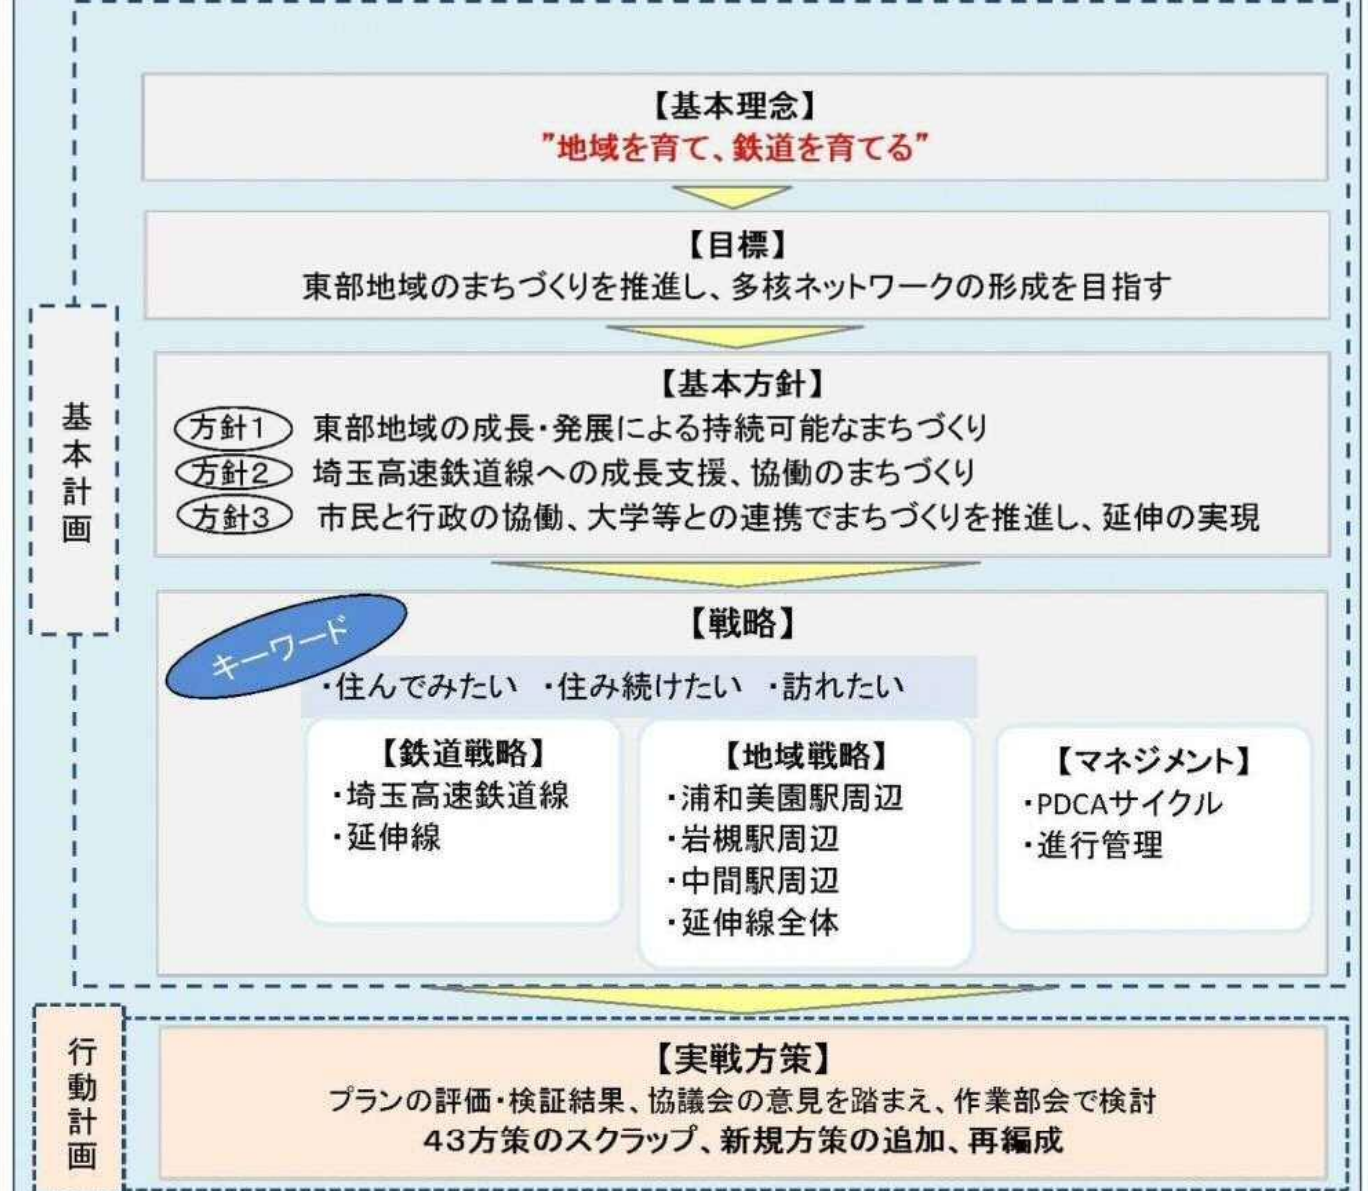 【基本理念】
”地域を育て、鉄道を育てる”
【目標】
東部地域のまちづくりを推進し、多核ネットワークの形成を目指す
基本計画
【基本方針】
方針1 東部地域の成長・発展による持続可能なまちづくり
方針2 埼玉高速鉄道線への成長支援、協働のまちづくり
方針3 市民と行政の協働、大学等との連携でまちづくりを推進し、延伸の実現
【戦略】
キーワード
・住んでみたい ・住み続けたい ・訪れたい
【鉄道戦略】
・埼玉高速鉄道線
・延伸線
【地域戦略】
・浦和美園駅周辺
・岩槻駅周辺
・中間駅周辺
・延伸線全体
【マネジメント】
・PDCAサイクル
・進行管理
行動計画
【実戦方策】
プランの評価・検証結果、協議会の意見を踏まえ、作業部会で検討
43方策のスクラップ、新規方策の追加、再編成